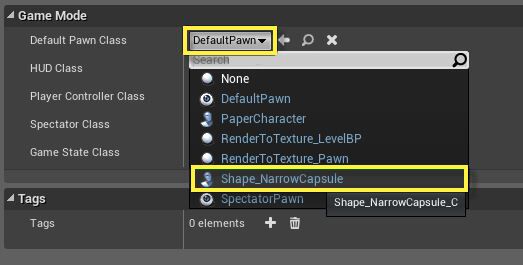 Game Mode
Default Pawn Class
DefaultPawn
Search
HUD Class
None
DefaultPawn
Player Controller Class
PaperCharacter
Spectator Class
RenderToTexture_LevelBP
Game State Class
RenderToTexture_Pawn
Shape_NarrowCapsule
SpectatorPawn
Shape_NarrowCapsule_C
Tags
Tags
0 elements